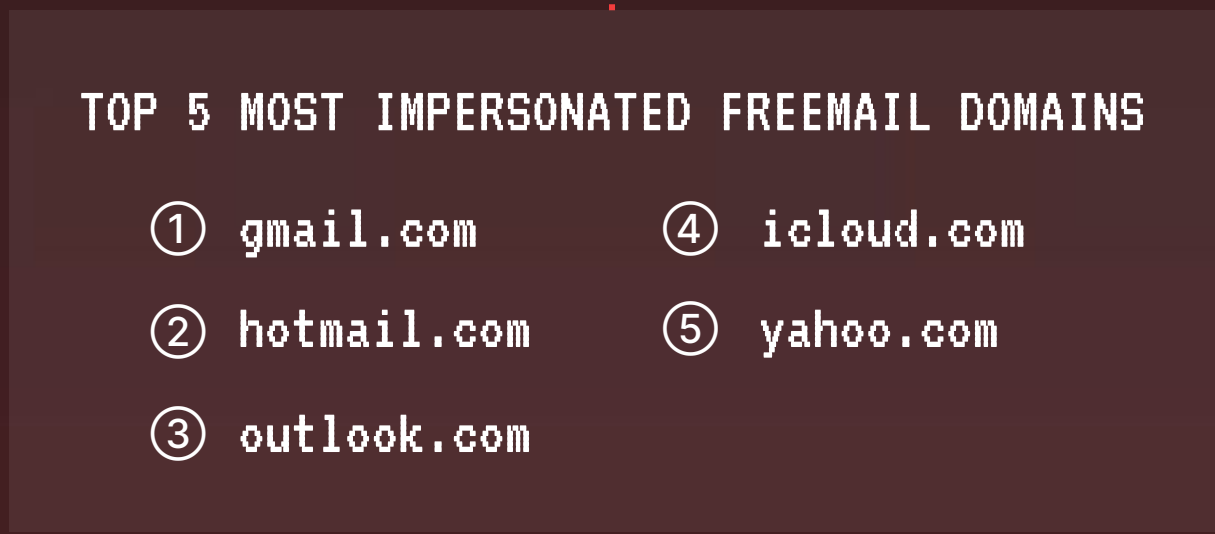 TOP 5 MOST IMPERSONATED FREEMAIL DOMAINS
① gmail.com
② hotmail.com
③ outlook.com
④ icloud.com
⑤ yahoo.com